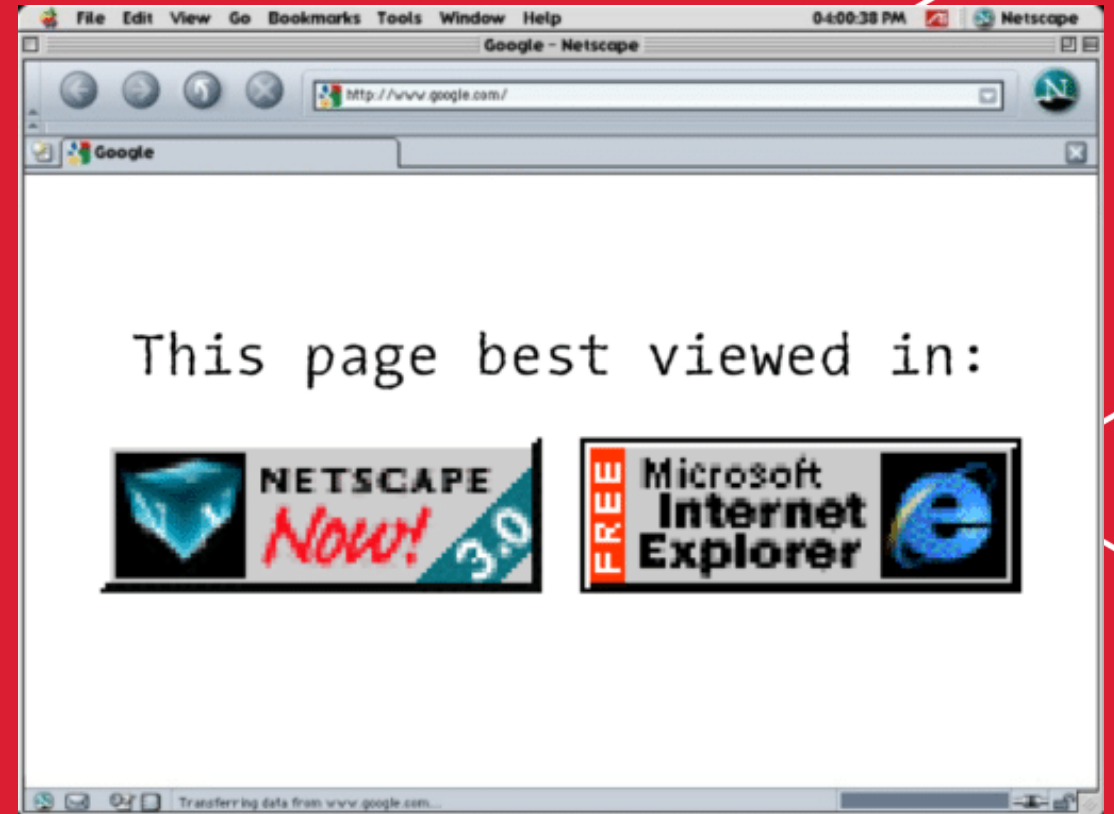 File Edit View Go Bookmarks Tools Window Help 04:00:38 PM Netscape
Google - Netscape
http://www.google.com/
Google
This page best viewed in:
NETSCAPE
Now! 3.0
FREE
Microsoft
Internet
Explorer
Transferring data from www.google.com...